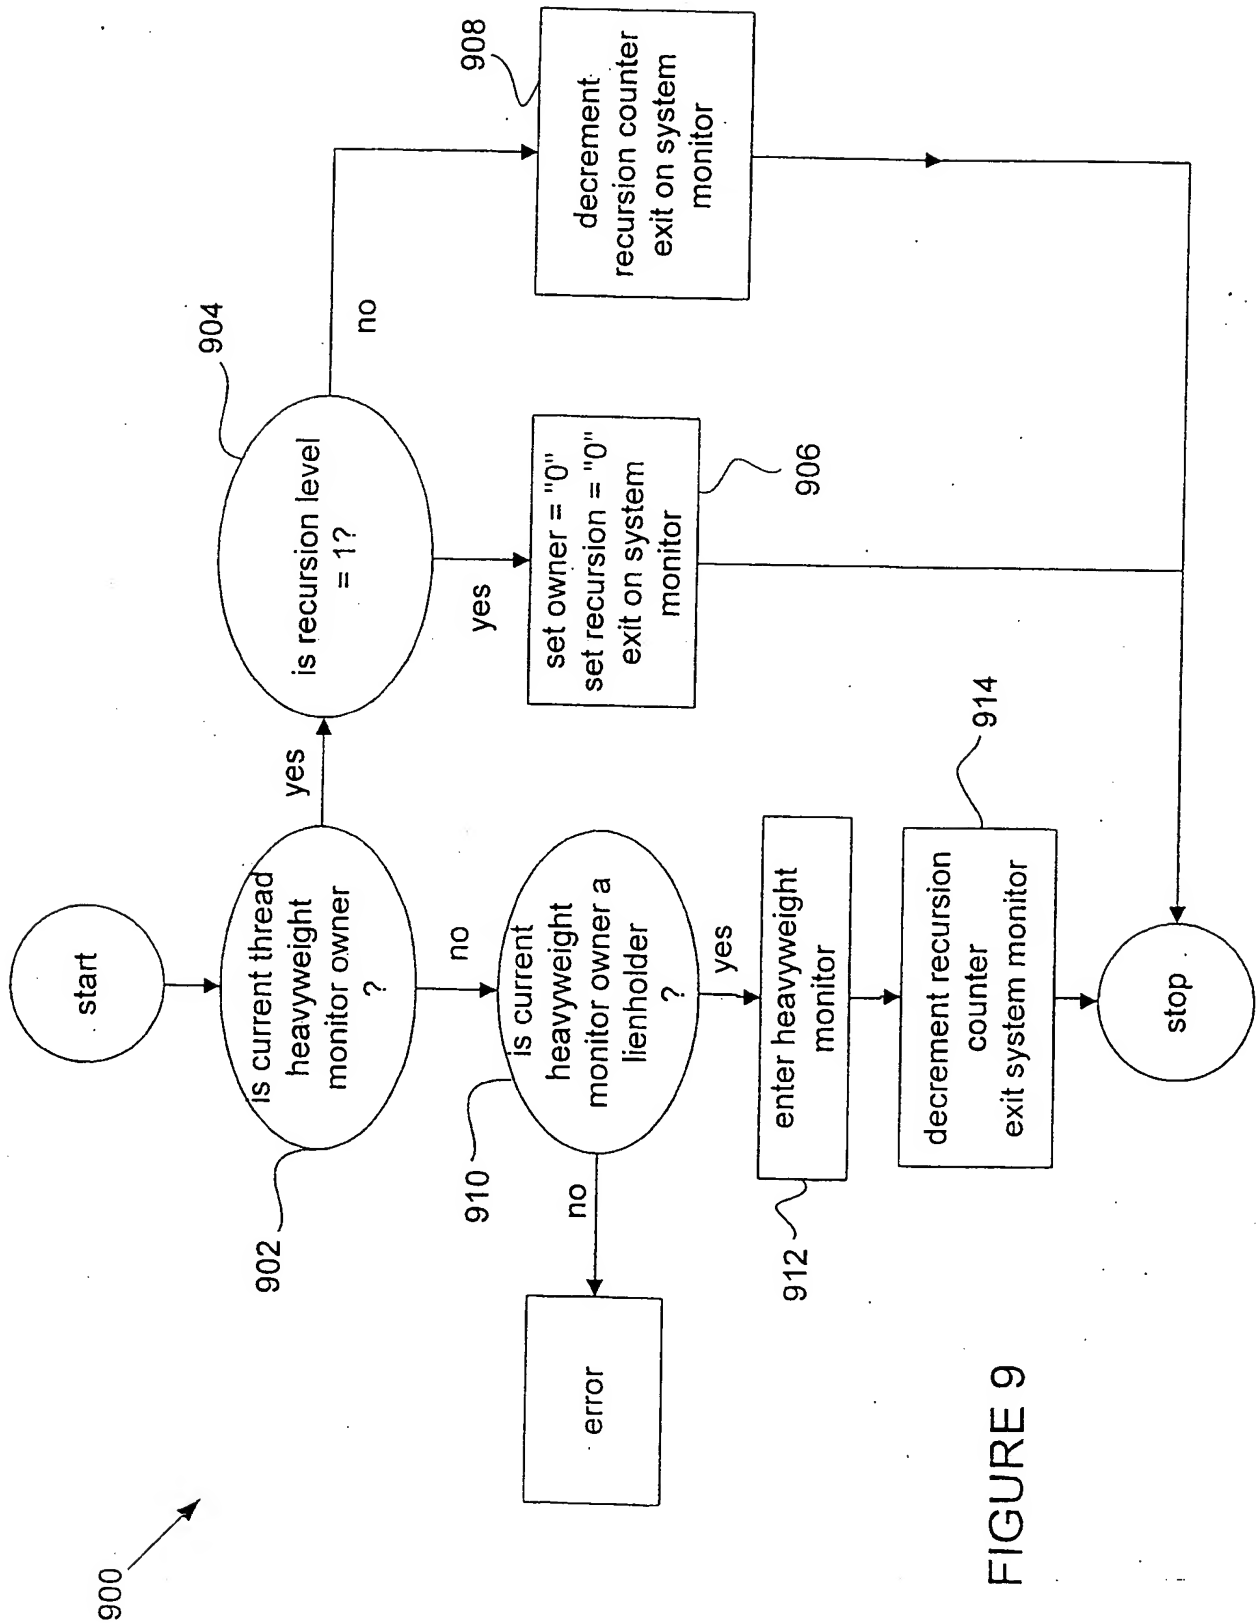 900
start
902
is current thread
heavyweight
monitor owner
?
yes
904
is recursion level
= 1?
no
908
decrement
recursion counter
exit on system
monitor
yes
set owner = "0"
set recursion = "0"
exit on system
monitor
906
no
910
is current
heavyweight
monitor owner a
lienholder
?
no
error
yes
912
enter heavyweight
monitor
914
decrement recursion
counter
exit system monitor
stop
FIGURE 9